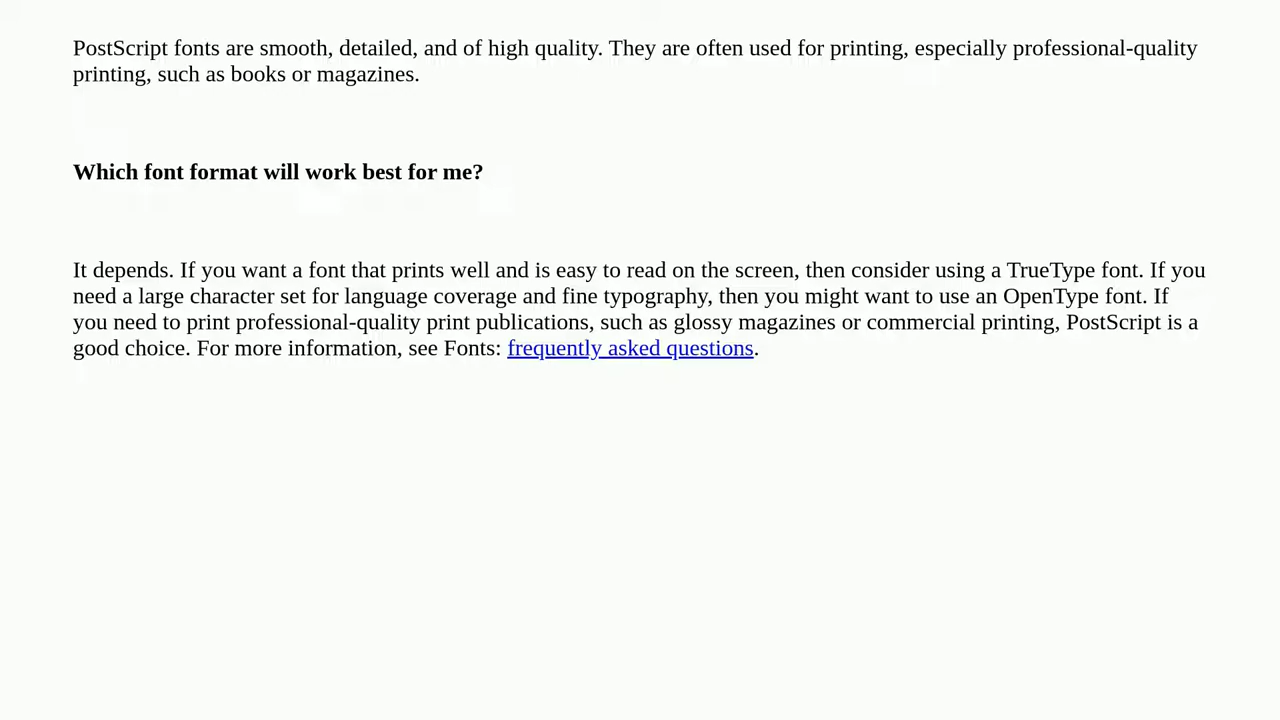 PostScript fonts are smooth, detailed, and of high quality. They are often used for printing, especially professional-quality
printing, such as books or magazines.
Which font format will work best for me?
It depends. If you want a font that prints well and is easy to read on the screen, then consider using a TrueType font. If you
need a large character set for language coverage and fine typography, then you might want to use an OpenType font. If
you need to print professional-quality print publications, such as glossy magazines or commercial printing, PostScript is a
good choice. For more information, see Fonts: frequently asked questions.